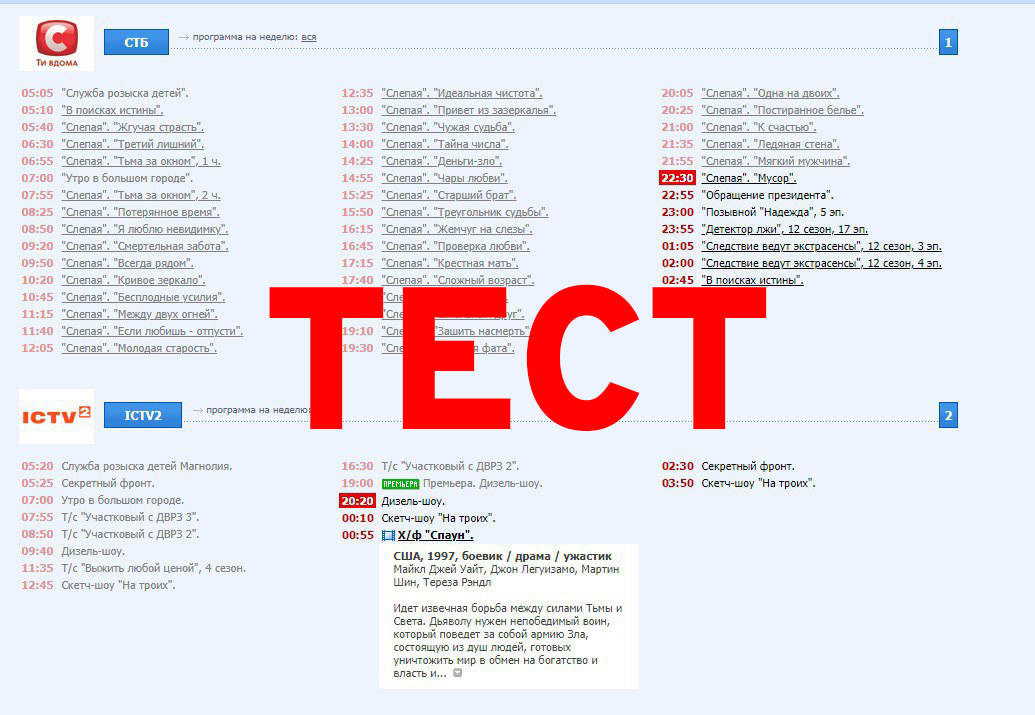 Ти вдома
СТБ
→ программа на неделю: вся
1
05:05 "Служба розыска детей".
05:10 "В поисках истины".
05:40 "Слепая". "Жгучая страсть".
06:30 "Слепая". "Третий лишний".
06:55 "Слепая". "Тьма за окном", 1 ч.
07:00 "Утро в большом городе".
07:55 "Слепая". "Тьма за окном", 2 ч.
08:25 "Слепая". "Потерянное время".
08:50 "Слепая". "Я люблю невидимку".
09:20 "Слепая". "Смертельная забота".
09:50 "Слепая". "Всегда рядом".
10:20 "Слепая". "Кривое зеркало".
10:45 "Слепая". "Бесплодные усилия".
11:15 "Слепая". "Между двух огней".
11:40 "Слепая". "Если любишь - отпусти".
12:05 "Слепая". "Молодая старость".
12:35 "Слепая". "Идеальная чистота".
13:00 "Слепая". "Привет из зазеркалья".
13:30 "Слепая". "Чужая судьба".
14:00 "Слепая". "Тайна числа".
14:25 "Слепая". "Деньги-зло".
14:55 "Слепая". "Чары любви".
15:25 "Слепая". "Старший брат".
15:50 "Слепая". "Треугольник судьбы".
16:15 "Слепая". "Жемчуг на слезы".
16:45 "Слепая". "Проверка любви".
17:15 "Слепая". "Крестная мать".
17:40 "Слепая". "Сложный возраст".
19:10 "Зашить насмерть"
19:30 фата".
20:05 "Слепая". "Одна на двоих".
20:25 "Слепая". "Постиранное белье".
21:00 "Слепая". "К счастью".
21:35 "Слепая". "Ледяная стена".
21:55 "Слепая". "Мягкий мужчина".
22:30 "Слепая". "Мусор".
22:55 "Обращение президента".
23:00 "Позывной "Надежда", 5 эп.
23:55 "Детектор лжи", 12 сезон, 17 эп.
01:05 "Следствие ведут экстрасенсы", 12 сезон, 3 эп.
02:00 "Следствие ведут экстрасенсы", 12 сезон, 4 эп.
02:45 "В поисках истины".
ТЕСТ
ICTV2
ICTV2
→ программа на неделю:
2
05:20 Служба розыска детей Магнолия.
05:25 Секретный фронт.
07:00 Утро в большом городе.
07:55 Т/с "Участковый с ДВРЗ 3".
08:50 Т/с "Участковый с ДВРЗ 2".
09:40 Дизель-шоу.
11:35 Т/с "Выжить любой ценой", 4 сезон.
12:45 Скетч-шоу "На троих".
16:30 Т/с "Участковый с ДВРЗ 2".
19:00 ПРЕМЬЕРА Премьера. Дизель-шоу.
20:20 Дизель-шоу.
00:10 Скетч-шоу "На троих".
00:55 Х/ф "Спаун".
США, 1997, боевик / драма / ужастик
Майкл Джей Уайт, Джон Легуизамо, Мартин
Шин, Тереза Рэндл
Идет извечная борьба между силами Тьмы и
Света. Дьяволу нужен непобедимый воин,
который поведет за собой армию Зла,
состоящую из душ людей, готовых
уничтожить мир в обмен на богатство и
власть и...
02:30 Секретный фронт.
03:50 Скетч-шоу "На троих".